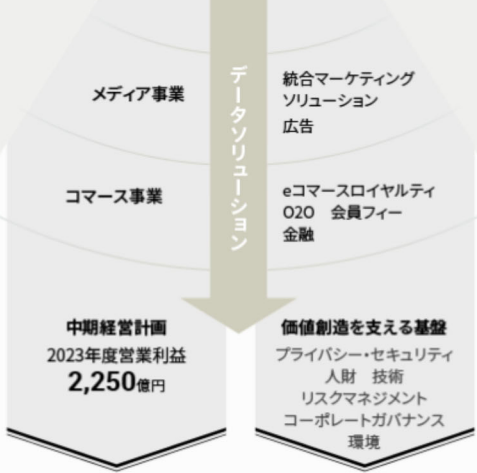 メディア事業
統合マーケティング
ソリューション
広告
データソリューション
コマース事業
eコマースロイヤルティ
O2O　会員フィー
金融
中期経営計画
2023年度営業利益
2,250億円
価値創造を支える基盤
プライバシー・セキュリティ
人財　技術
リスクマネジメント
コーポレートガバナンス
環境